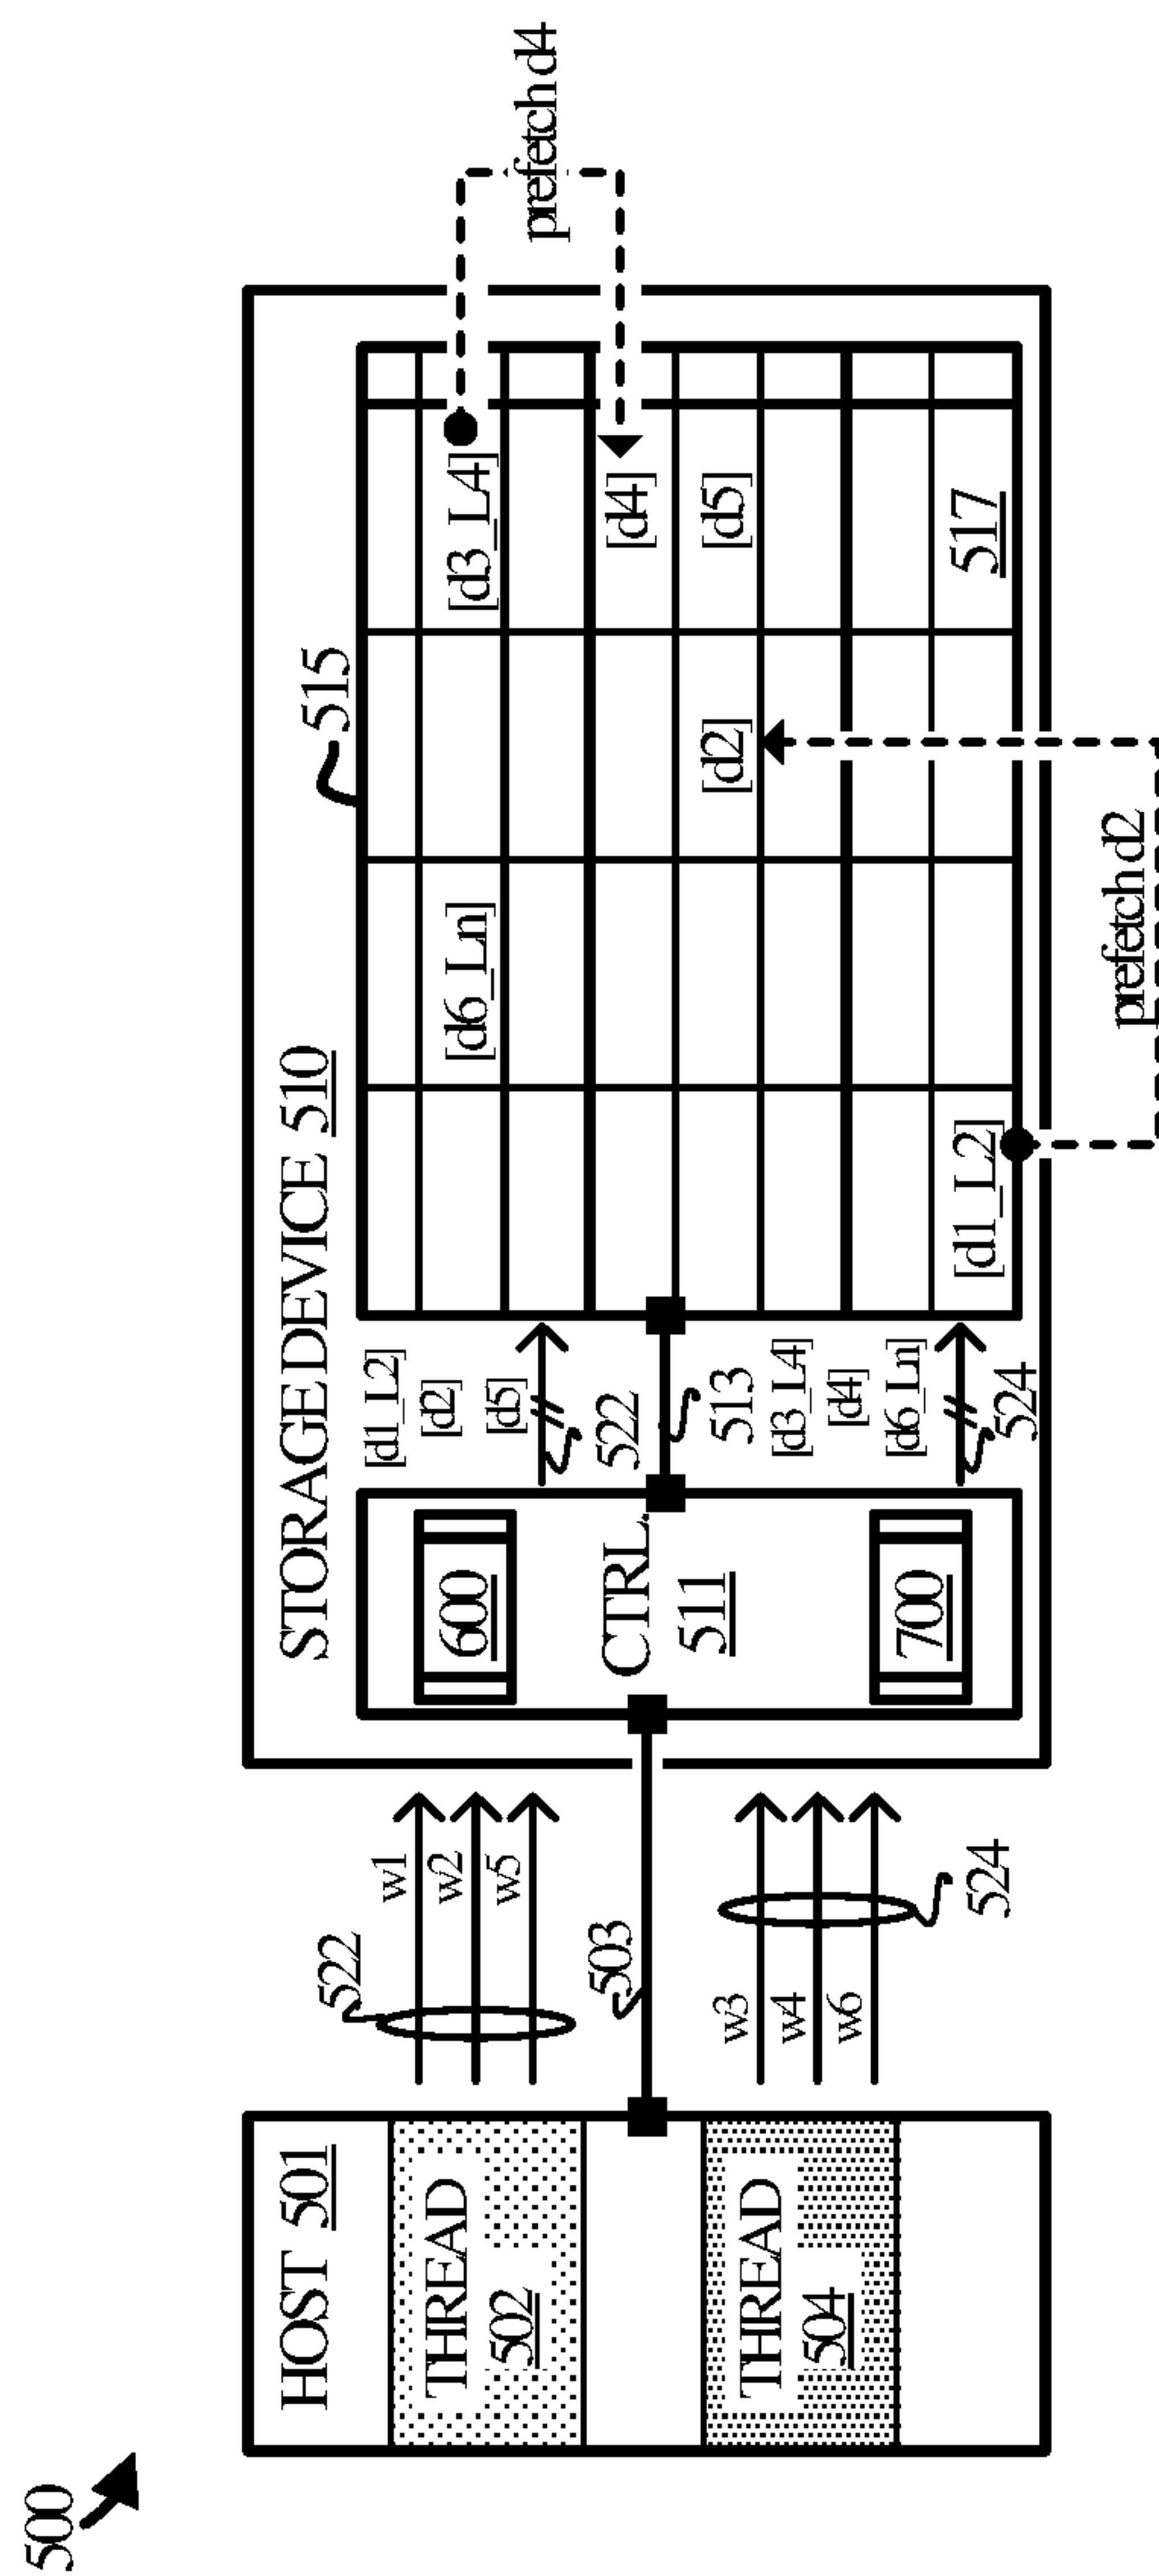 500
HOST 501
THREAD
502
THREAD
504
522
w1
w2
w5
503
w3
w4
w6
524
STORAGE DEVICE 510
600
CTRL.
511
700
[d1_L2]
[d2]
[d5]
522
513
[d3_L4]
[d4]
[d6_Ln]
524
515
[d6_Ln]
[d3_L4]
[d4]
[d2]
[d5]
[d1_L2]
517
prefetch d4
prefetch d2